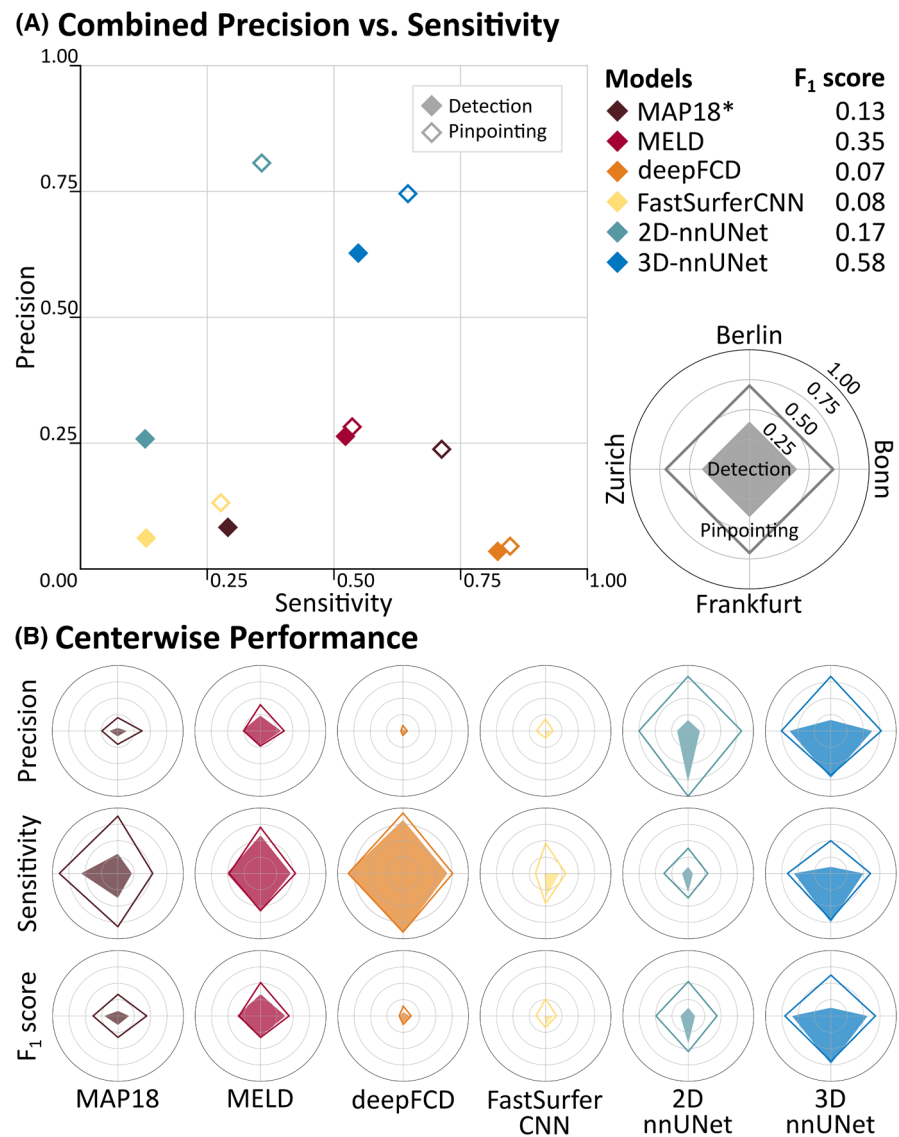 (A) Combined Precision vs. Sensitivity
1.00
0.75
0.50
0.25
0.00
0.25
0.50
0.75
1.00
Precision
Sensitivity
Detection
Pinpointing
Models F1 score
MAP18* 0.13
MELD 0.35
deepFCD 0.07
FastSurferCNN 0.08
2D-nnUNet 0.17
3D-nnUNet 0.58
Berlin
1.00
0.75
0.50
0.25
Zurich
Detection
Bonn
Pinpointing
Frankfurt
(B) Centerwise Performance
Precision
Sensitivity
F1 score
MAP18
MELD
deepFCD
FastSurfer
CNN
2D
nnUNet
3D
nnUNet